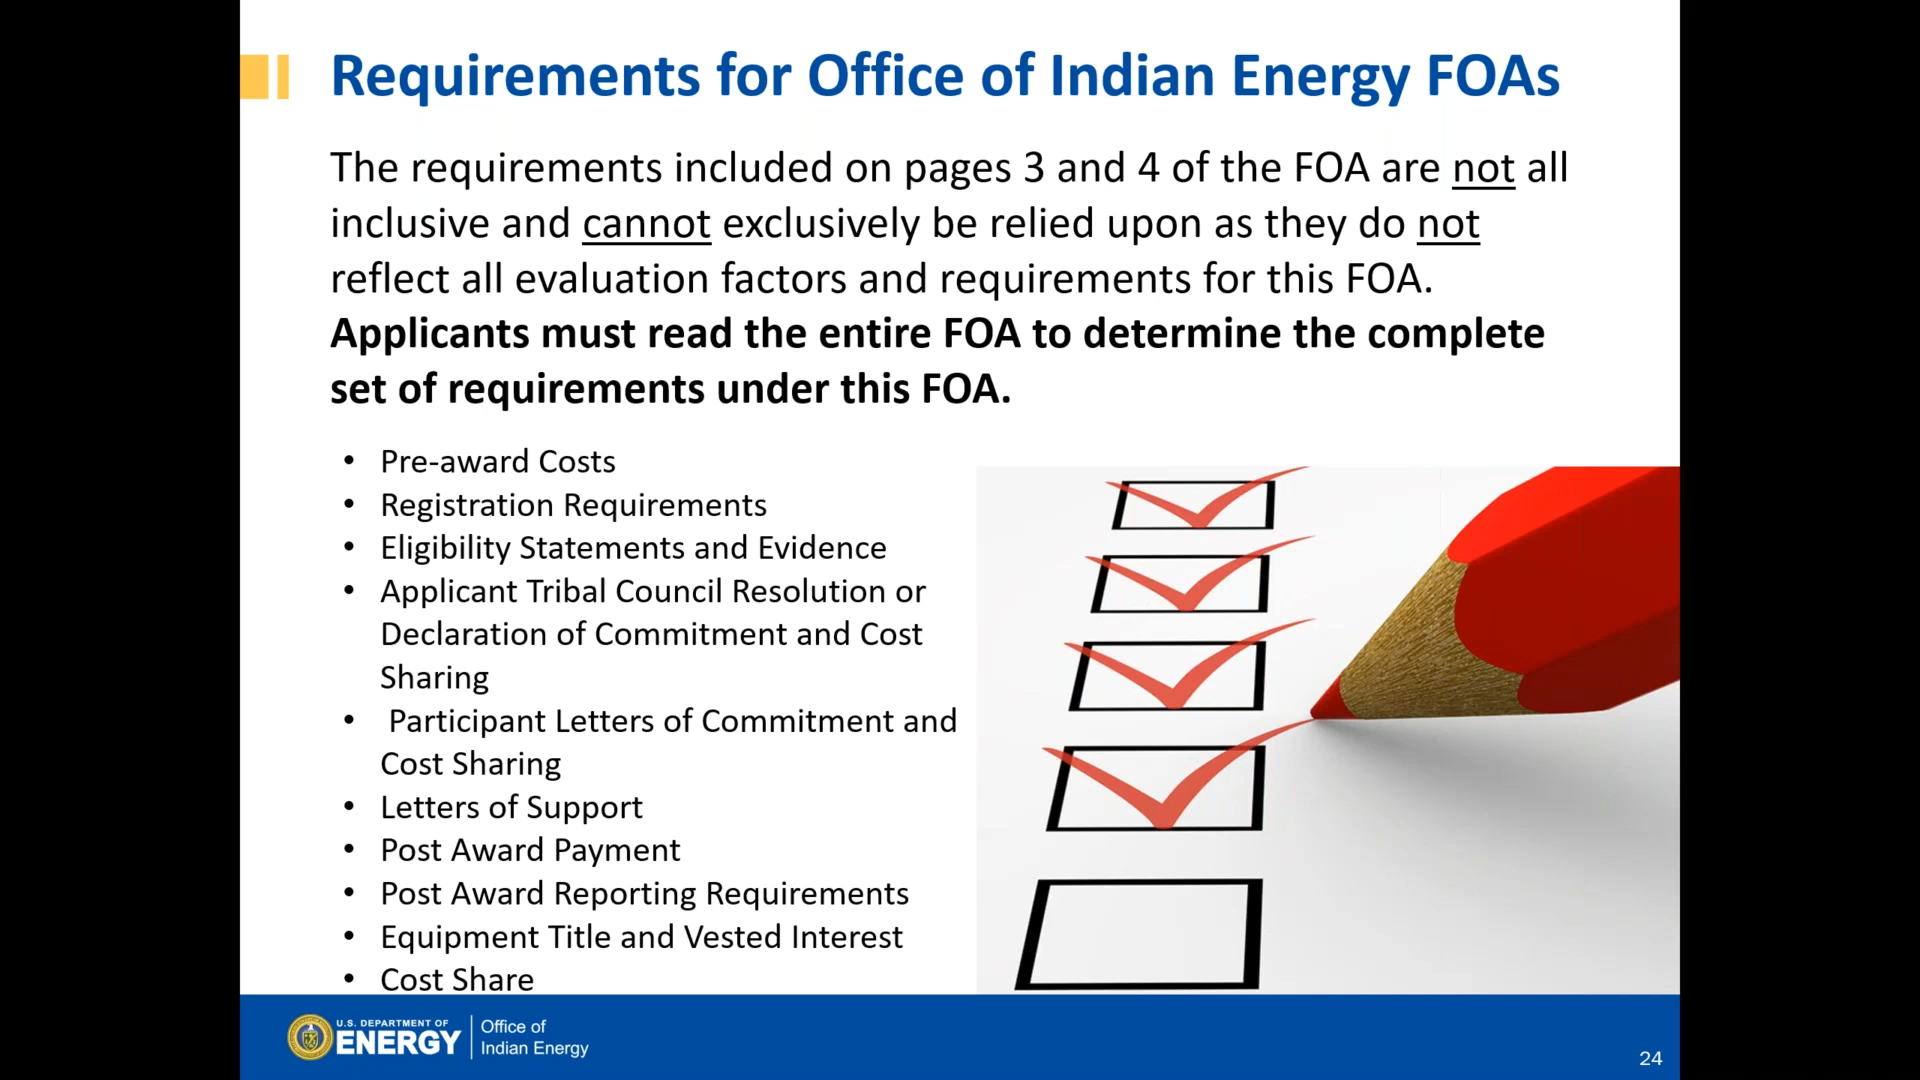 Requirements for Office of Indian Energy FOAs
The requirements included on pages 3 and 4 of the FOA are not all
inclusive and cannot exclusively be relied upon as they do not
reflect all evaluation factors and requirements for this FOA.
Applicants must read the entire FOA to determine the complete
set of requirements under this FOA.
• Pre-award Costs
• Registration Requirements
• Eligibility Statements and Evidence
• Applicant Tribal Council Resolution or
Declaration of Commitment and Cost
Sharing
• Participant Letters of Commitment and
Cost Sharing
• Letters of Support
• Post Award Payment
• Post Award Reporting Requirements
• Equipment Title and Vested Interest
• Cost Share
U.S. DEPARTMENT OF
ENERGY
Office of
Indian Energy
24